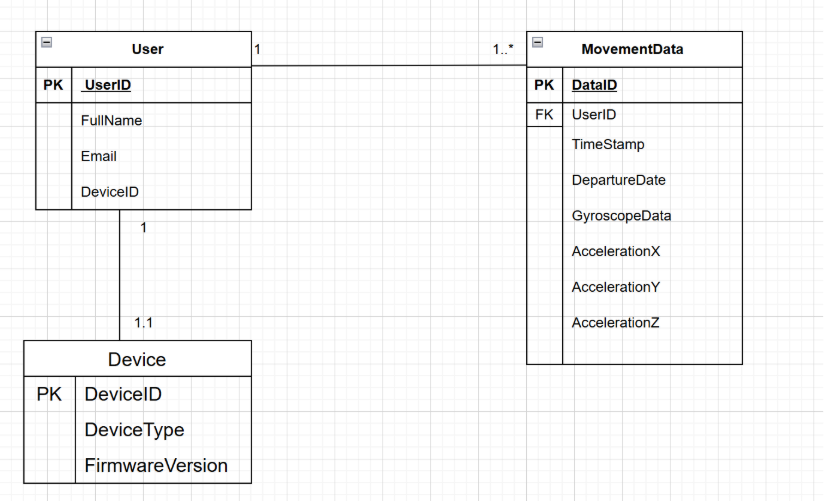 User
PK UserID
FullName
Email
DeviceID
1
1..*
MovementData
PK DataID
FK UserID
TimeStamp
DepartureDate
GyroscopeData
AccelerationX
AccelerationY
AccelerationZ
1
1.1
Device
PK DeviceID
DeviceType
FirmwareVersion